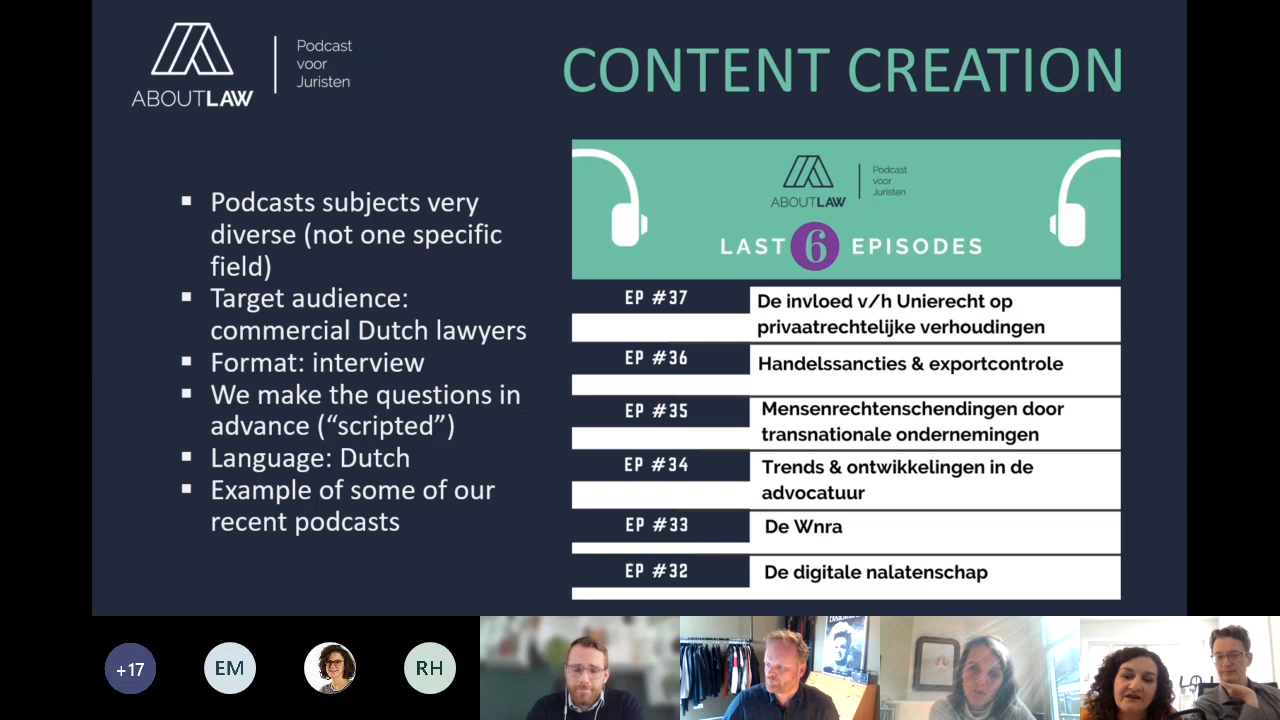 Podcast
voor
Juristen
ABOUTLAW
CONTENT CREATION
▪ Podcasts subjects very
diverse (not one specific
field)
▪ Target audience:
commercial Dutch lawyers
▪ Format: interview
▪ We make the questions in
advance (“scripted”)
▪ Language: Dutch
▪ Example of some of our
recent podcasts
Podcast
voor
Juristen
ABOUTLAW
LAST 6 EPISODES
EP #37
De invloed v/h Unierecht op
privaatrechtelijke verhoudingen
EP #36
Handelssancties & exportcontrole
EP #35
Mensenrechtenschendingen door
transnationale ondernemingen
EP #34
Trends & ontwikkelingen in de
advocatuur
EP #33
De Wnra
EP #32
De digitale nalatenschap
+17
EM
RH